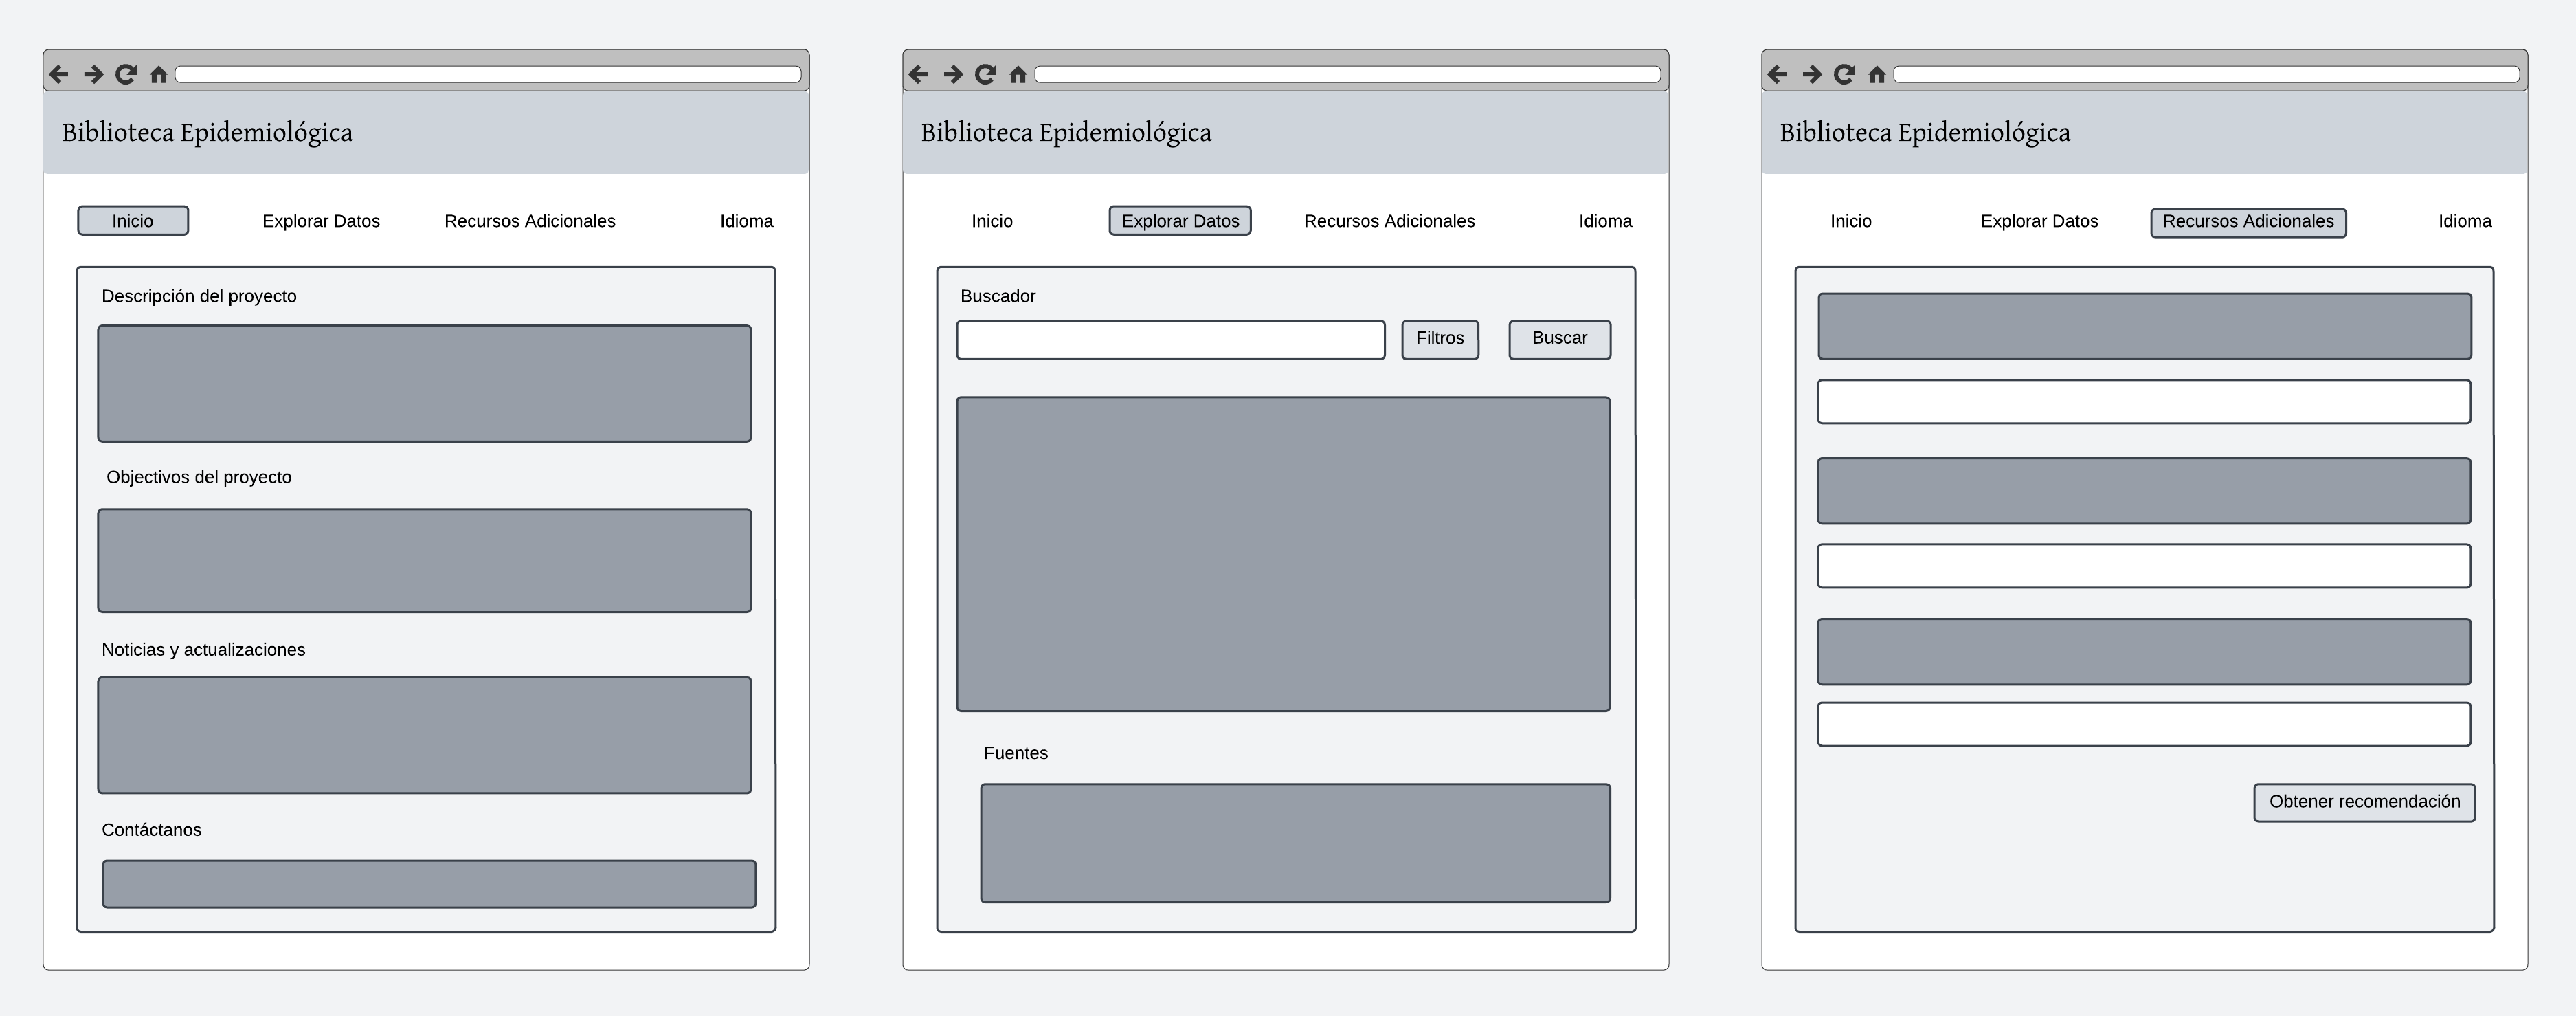 Biblioteca Epidemiológica
Inicio
Explorar Datos
Recursos Adicionales
Idioma
Descripción del proyecto
Objectivos del proyecto
Noticias y actualizaciones
Contáctanos
Biblioteca Epidemiológica
Inicio
Explorar Datos
Recursos Adicionales
Idioma
Buscador
Filtros
Buscar
Fuentes
Biblioteca Epidemiológica
Inicio
Explorar Datos
Recursos Adicionales
Idioma
Obtener recomendación